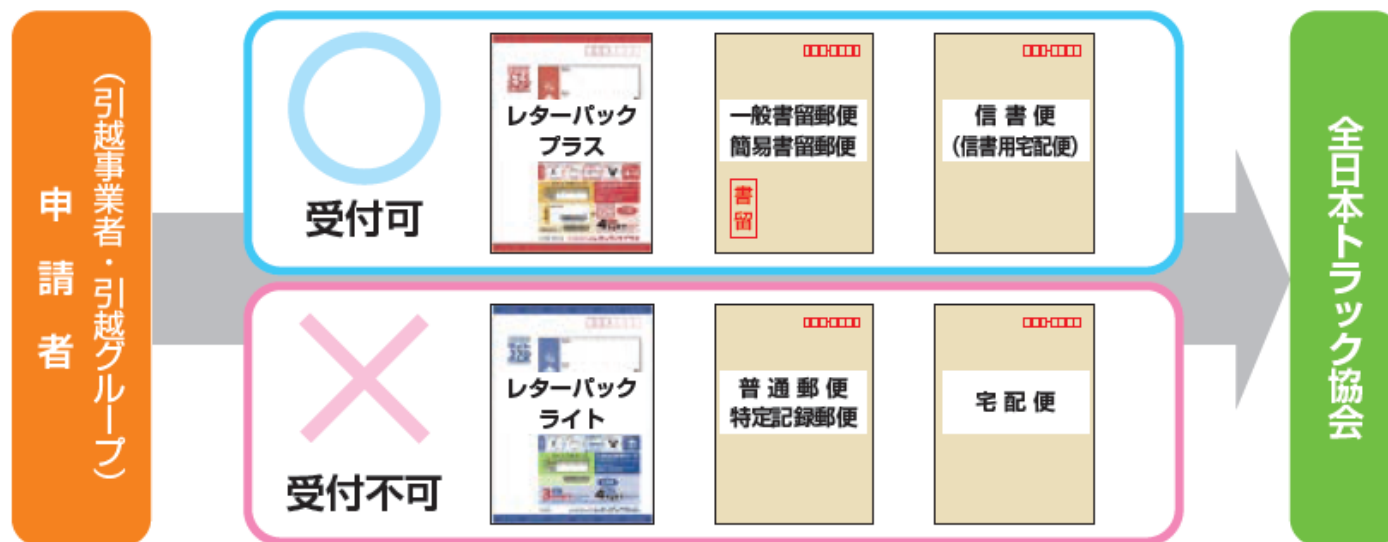 申請者
（引越事業者・引越グループ）
受付可
レターパック
プラス
一般書留郵便
簡易書留郵便
書留
信書便
（信書用宅配便）
受付不可
レターパック
ライト
普通郵便
特定記録郵便
宅配便
全日本トラック協会